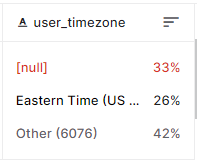 A user_timezone
[null] 33%
Eastern Time (US ... 26%
Other (6076) 42%